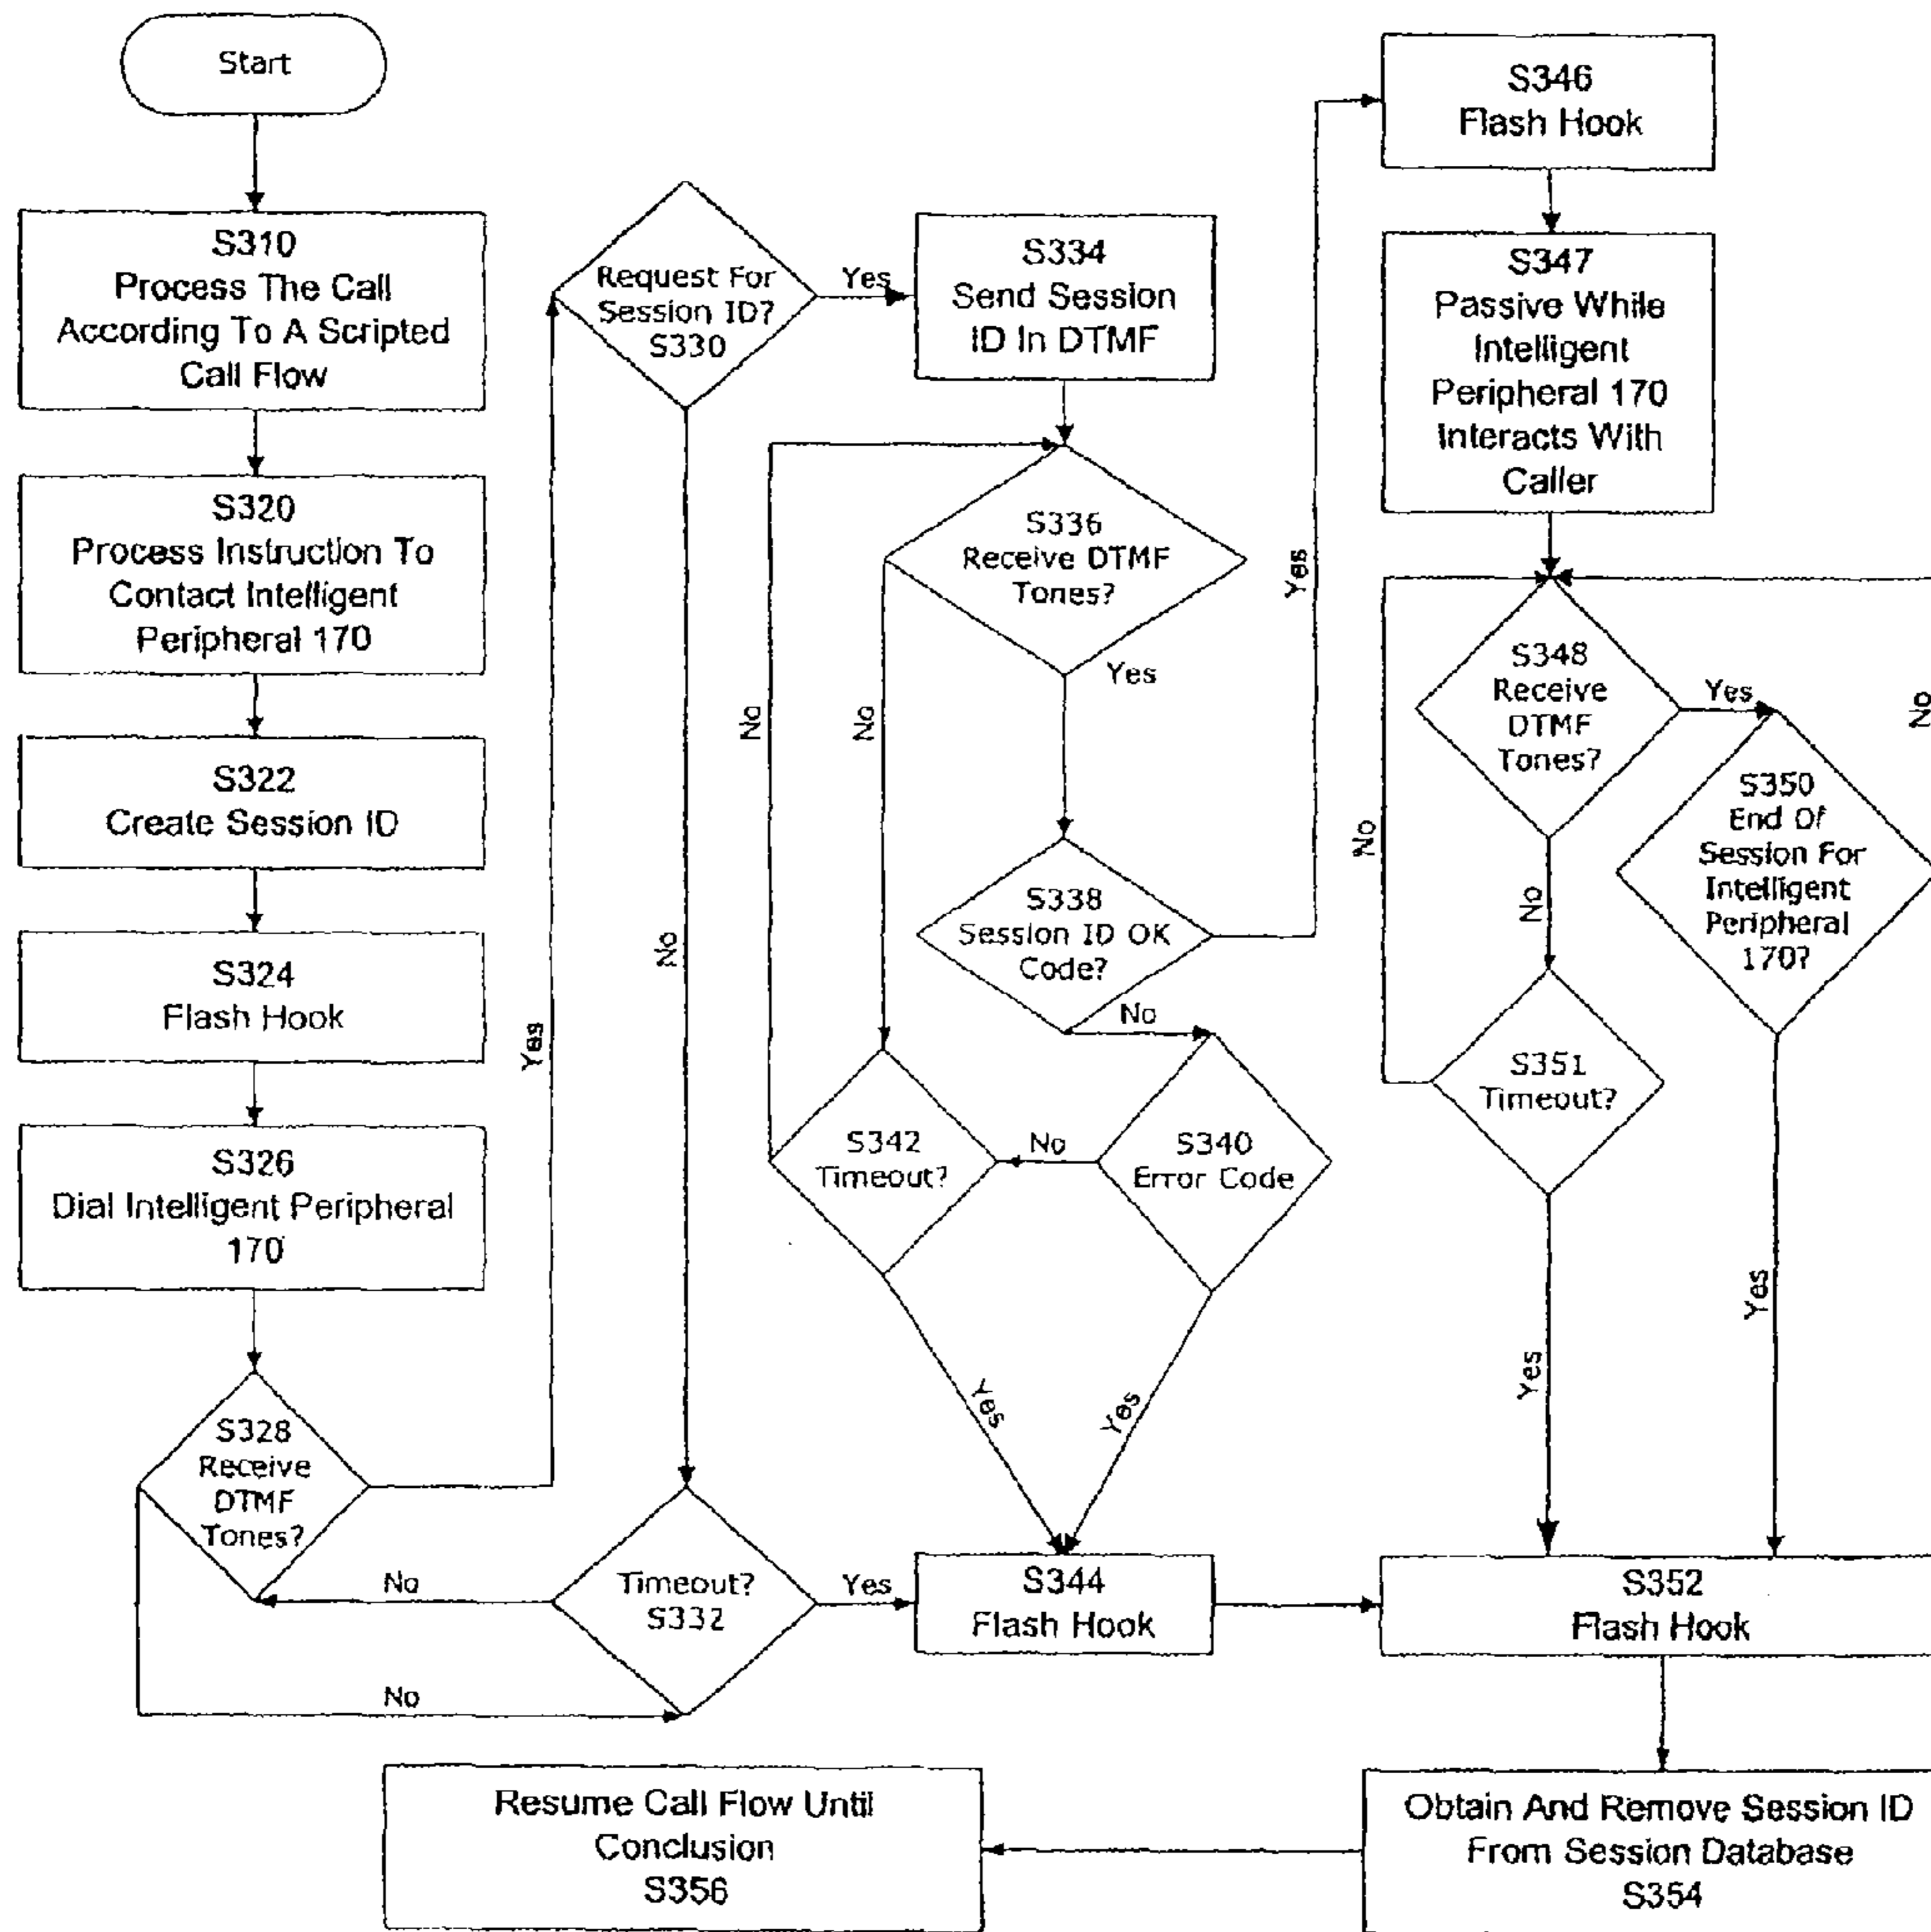 Start
S310
Process The Call
According To A Scripted
Call Flow
S320
Process Instruction To
Contact Intelligent
Peripheral 170
S322
Create Session ID
S324
Flash Hook
S326
Dial Intelligent Peripheral
170
S328
Receive
DTMF
Tones?
Yes
No
No
Request For
Session ID?
S330
Yes
No
Timeout?
S332
Yes
S334
Send Session
ID In DTMF
S336
Receive DTMF
Tones?
No
No
Yes
S338
Session ID OK
Code?
Yes
No
S342
Timeout?
No
S340
Error Code
Yes
Yes
S344
Flash Hook
S346
Flash Hook
S347
Passive While
Intelligent
Peripheral 170
Interacts With
Caller
S348
Receive
DTMF
Tones?
Yes
No
No
No
S350
End Of
Session For
Intelligent
Peripheral
170?
S351
Timeout?
Yes
Yes
S352
Flash Hook
Obtain And Remove Session ID
From Session Database
S354
Resume Call Flow Until
Conclusion
S356